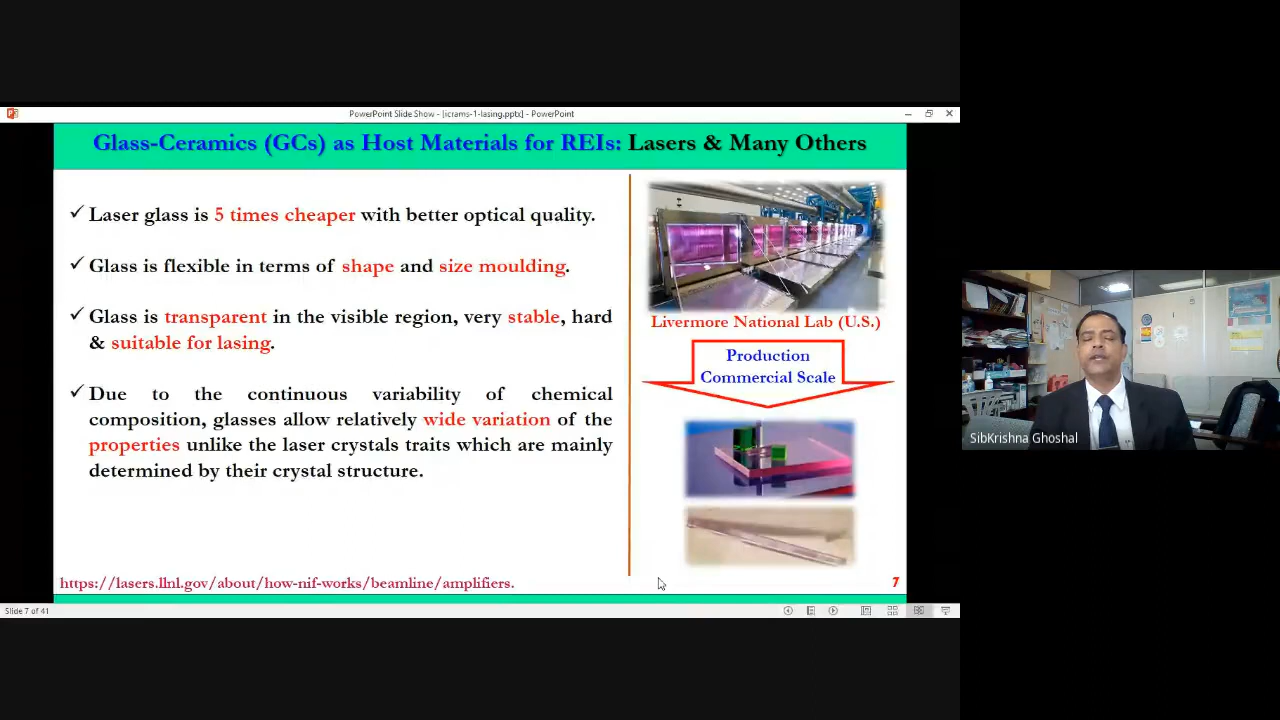 PowerPoint Slide Show - [icrams-1-lasing.pptx] - PowerPoint
Glass-Ceramics (GCs) as Host Materials for REIs: Lasers & Many Others
✓ Laser glass is 5 times cheaper with better optical quality.
✓ Glass is flexible in terms of shape and size moulding.
✓ Glass is transparent in the visible region, very stable, hard
& suitable for lasing.
✓ Due to the continuous variability of chemical
composition, glasses allow relatively wide variation of the
properties unlike the laser crystals traits which are mainly
determined by their crystal structure.
Livermore National Lab (U.S.)
Production
Commercial Scale
https://lasers.llnl.gov/about/how-nif-works/beamline/amplifiers.
7
Slide 7 of 41
SibKrishna Ghoshal